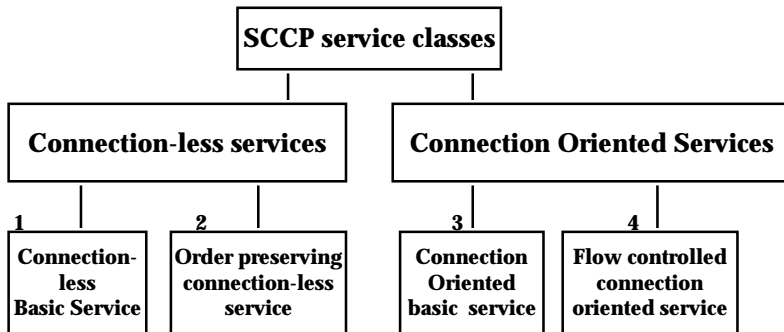 SCCP service classes
Connection-less services
Connection Oriented Services
1
2
3
4
Connection-
less
Basic Service
Order preserving
connection-less
service
Connection
Oriented
basic service
Flow controlled
connection
oriented service